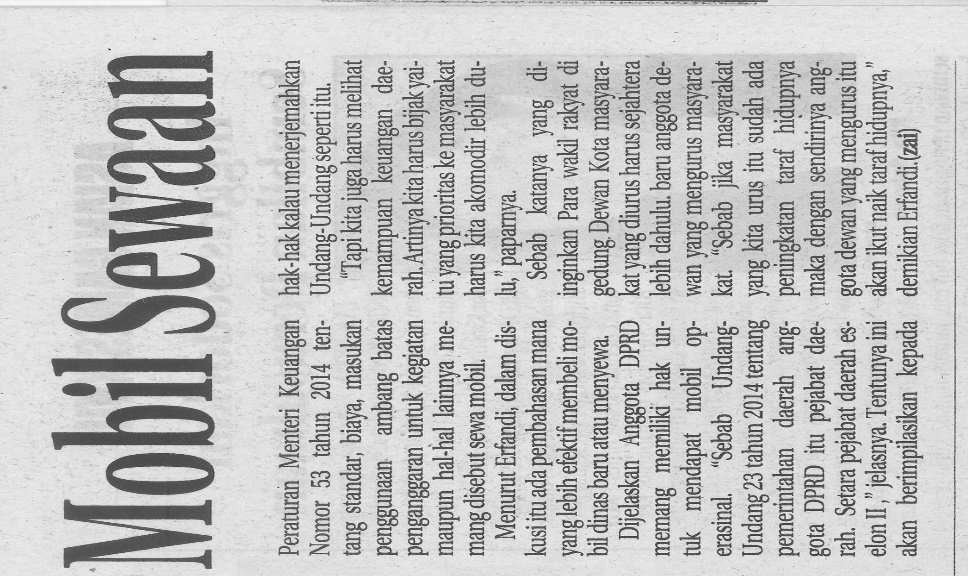 Mobil Sewaan
Peraturan Menteri Keuangan
Nomor 53 tahun 2014 ten-
tang standar, biaya, masukan
penggunaan ambang batas
penganggaran untuk kegiatan
maupun hal-hal lainnya me-
mang disebut sewa mobil.
Menurut Erfandi, dalam dis-
kusi itu ada pembahasan mana
yang lebih efektif membeli mo-
bil dinas baru atau menyewa.
Dijelaskan Anggota DPRD
memang memiliki hak un-
tuk mendapat mobil op-
erasinal. “Sebab Undang-
Undang 23 tahun 2014 tentang
pemerintahan daerah ang-
gota DPRD itu pejabat dae-
rah. Setara pejabat daerah es-
elon II,” jelasnya. Tentunya ini
akan berimpilasikan kepada
hak-hak kalau menerjemahkan
Undang-Undang seperti itu.
“Tapi kita juga harus melihat
kemampuan keuangan dae-
rah. Artinya kita harus bijak yai-
tu yang prioritas ke masyarakat
harus kita akomodir lebih du-
lu,” paparnya.
Sebab katanya yang di-
inginkan Para wakil rakyat di
gedung Dewan Kota masyara-
kat yang diurus harus sejahtera
lebih dahulu. baru anggota de-
wan yang mengurus masyara-
kat. “Sebab jika masyarakat
yang kita urus itu sudah ada
peningkatan taraf hidupnya
maka dengan sendirinya ang-
gota dewan yang mengurus itu
akan ikut naik taraf hidupnya,”
demikian Erfandi.(zai)